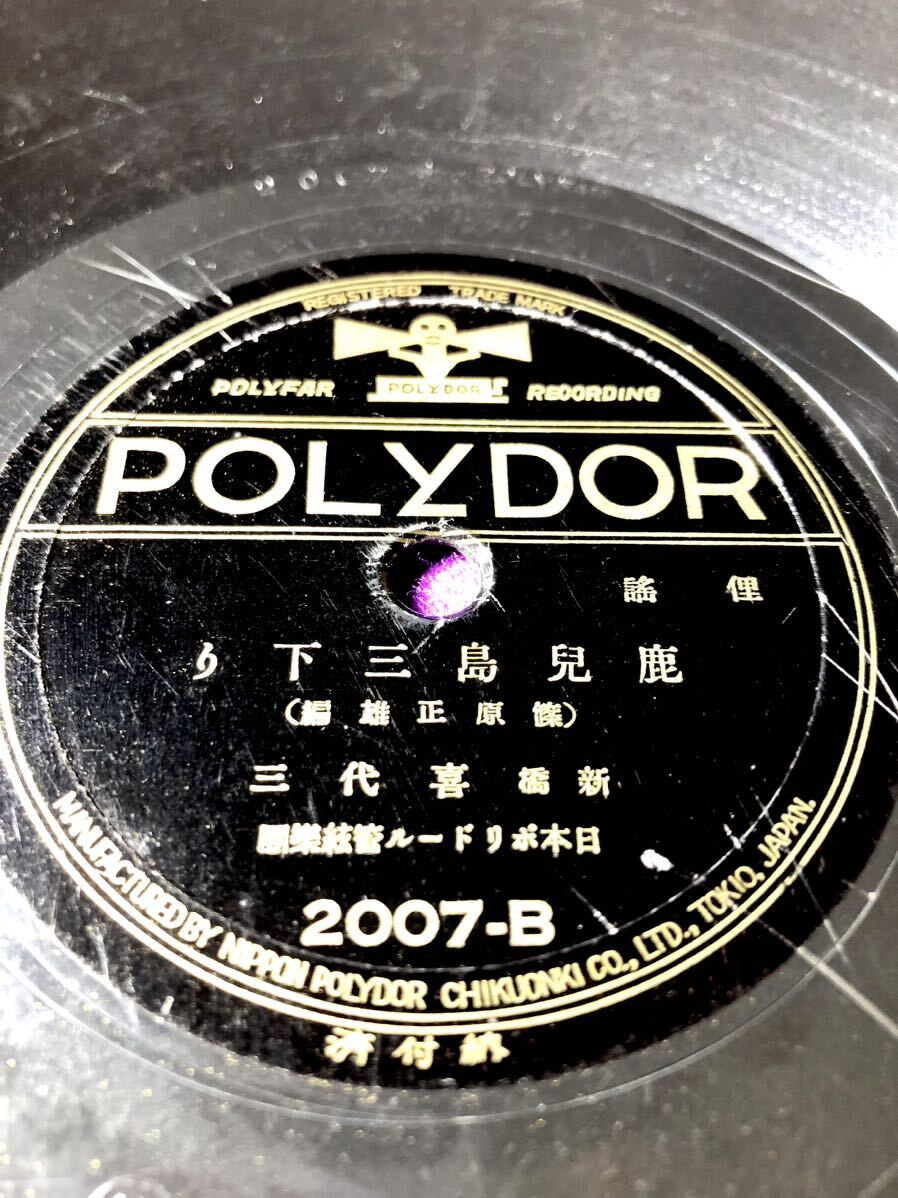 REGISTERED TRADE MARK
POLYDOR
POLYFAR RECORDING
POLYDOR
俚謠
鹿兒島三下り
(篠原正雄編)
新橋喜代三
日本ポリドール管絃樂團
2007-B
MANUFACTURED BY NIPPON POLYDOR CHIKUONKI CO., LTD., TOKIO, JAPAN.
納付済